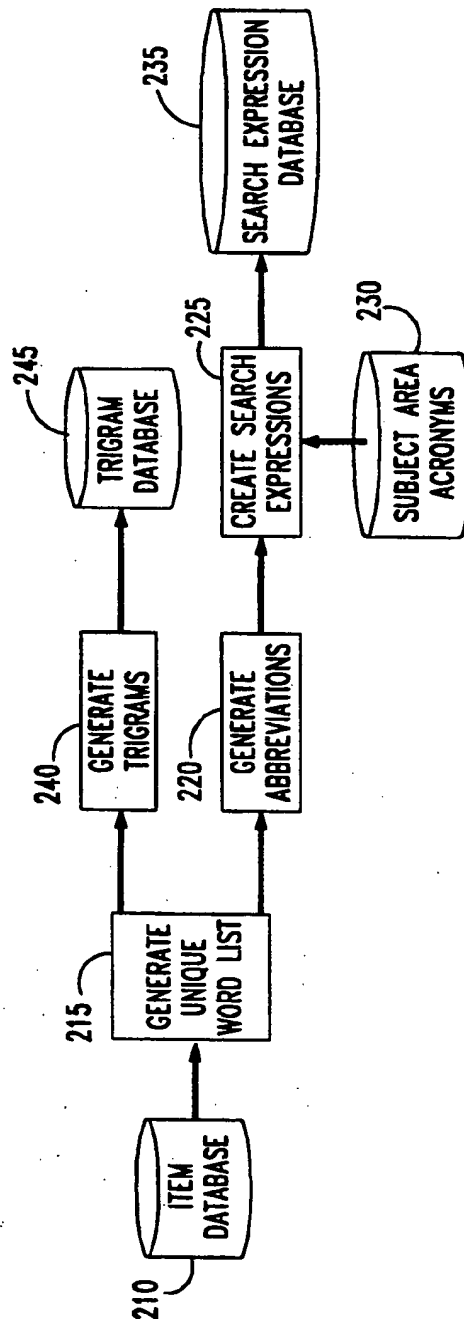 210
ITEM
DATABASE
215
GENERATE
UNIQUE
WORD LIST
240
GENERATE
TRIGRAMS
245
TRIGRAM
DATABASE
220
GENERATE
ABBREVIATIONS
225
CREATE SEARCH
EXPRESSIONS
230
SUBJECT AREA
ACRONYMS
235
SEARCH EXPRESSION
DATABASE